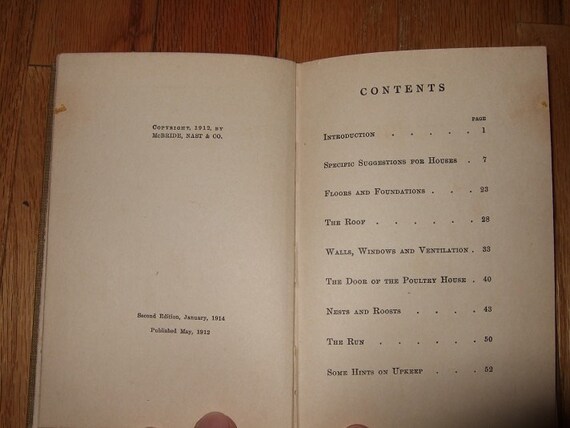 Copyright, 1912, by
McBRIDE, NAST & CO.
Second Edition, January, 1914
Published May, 1912
CONTENTS
PAGE
Introduction . . . . . 1
Specific Suggestions for Houses . 7
Floors and Foundations . . . 23
The Roof . . . . . . 28
Walls, Windows and Ventilation . 33
The Door of the Poultry House . 40
Nests and Roosts . . . . 43
The Run . . . . . . 50
Some Hints on Upkeep . . . 52